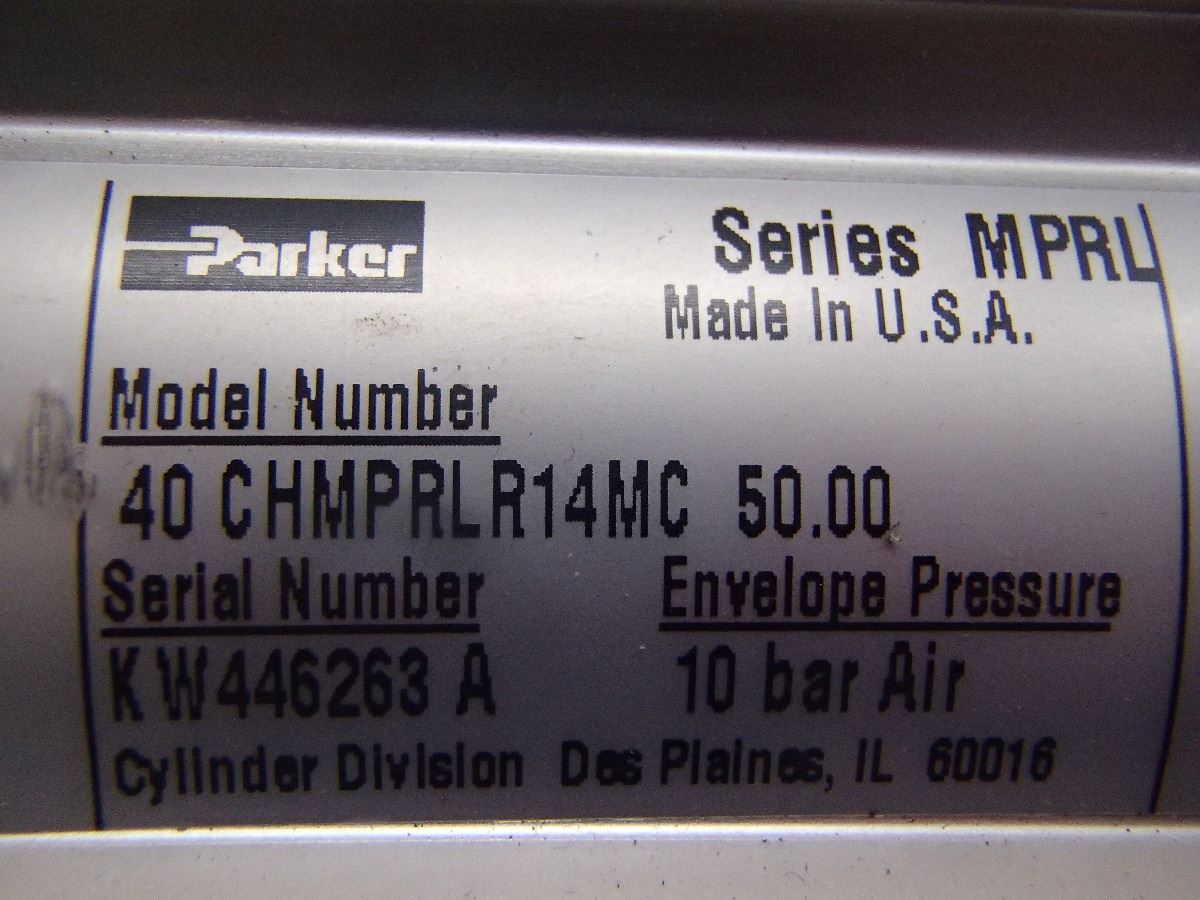 Parker
Series MPRL
Made In U.S.A.
Model Number
40 CHMPRLR14MC 50.00
Serial Number Envelope Pressure
KW446263 A 10 bar Air
Cylinder Division Des Plaines, IL 60016